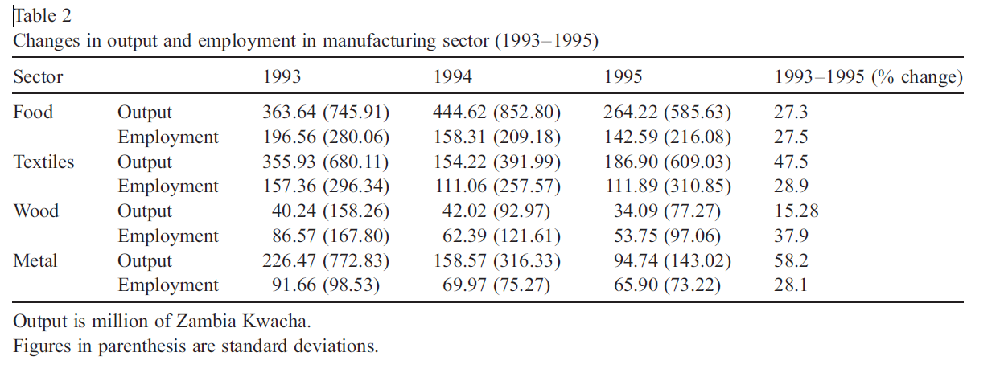 Table 2
Changes in output and employment in manufacturing sector (1993–1995)
Sector 1993 1994 1995 1993–1995 (% change)
Food Output 363.64 (745.91) 444.62 (852.80) 264.22 (585.63) 27.3
Employment 196.56 (280.06) 158.31 (209.18) 142.59 (216.08) 27.5
Textiles Output 355.93 (680.11) 154.22 (391.99) 186.90 (609.03) 47.5
Employment 157.36 (296.34) 111.06 (257.57) 111.89 (310.85) 28.9
Wood Output 40.24 (158.26) 42.02 (92.97) 34.09 (77.27) 15.28
Employment 86.57 (167.80) 62.39 (121.61) 53.75 (97.06) 37.9
Metal Output 226.47 (772.83) 158.57 (316.33) 94.74 (143.02) 58.2
Employment 91.66 (98.53) 69.97 (75.27) 65.90 (73.22) 28.1
Output is million of Zambia Kwacha.
Figures in parenthesis are standard deviations.